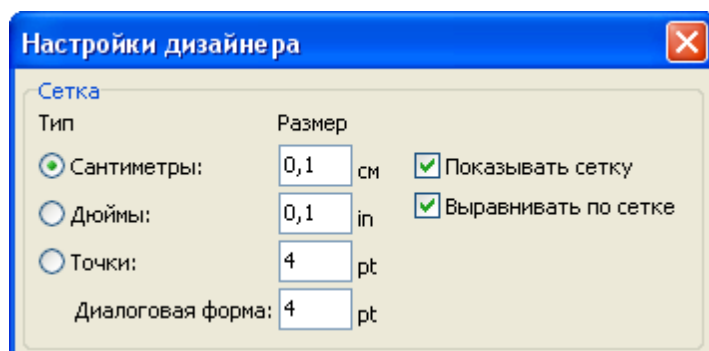 Настройки дизайнера
Сетка
Тип Размер
Сантиметры: 0,1 см Показывать сетку
Дюймы: 0,1 in Выравнивать по сетке
Точки: 4 pt
Диалоговая форма: 4 pt